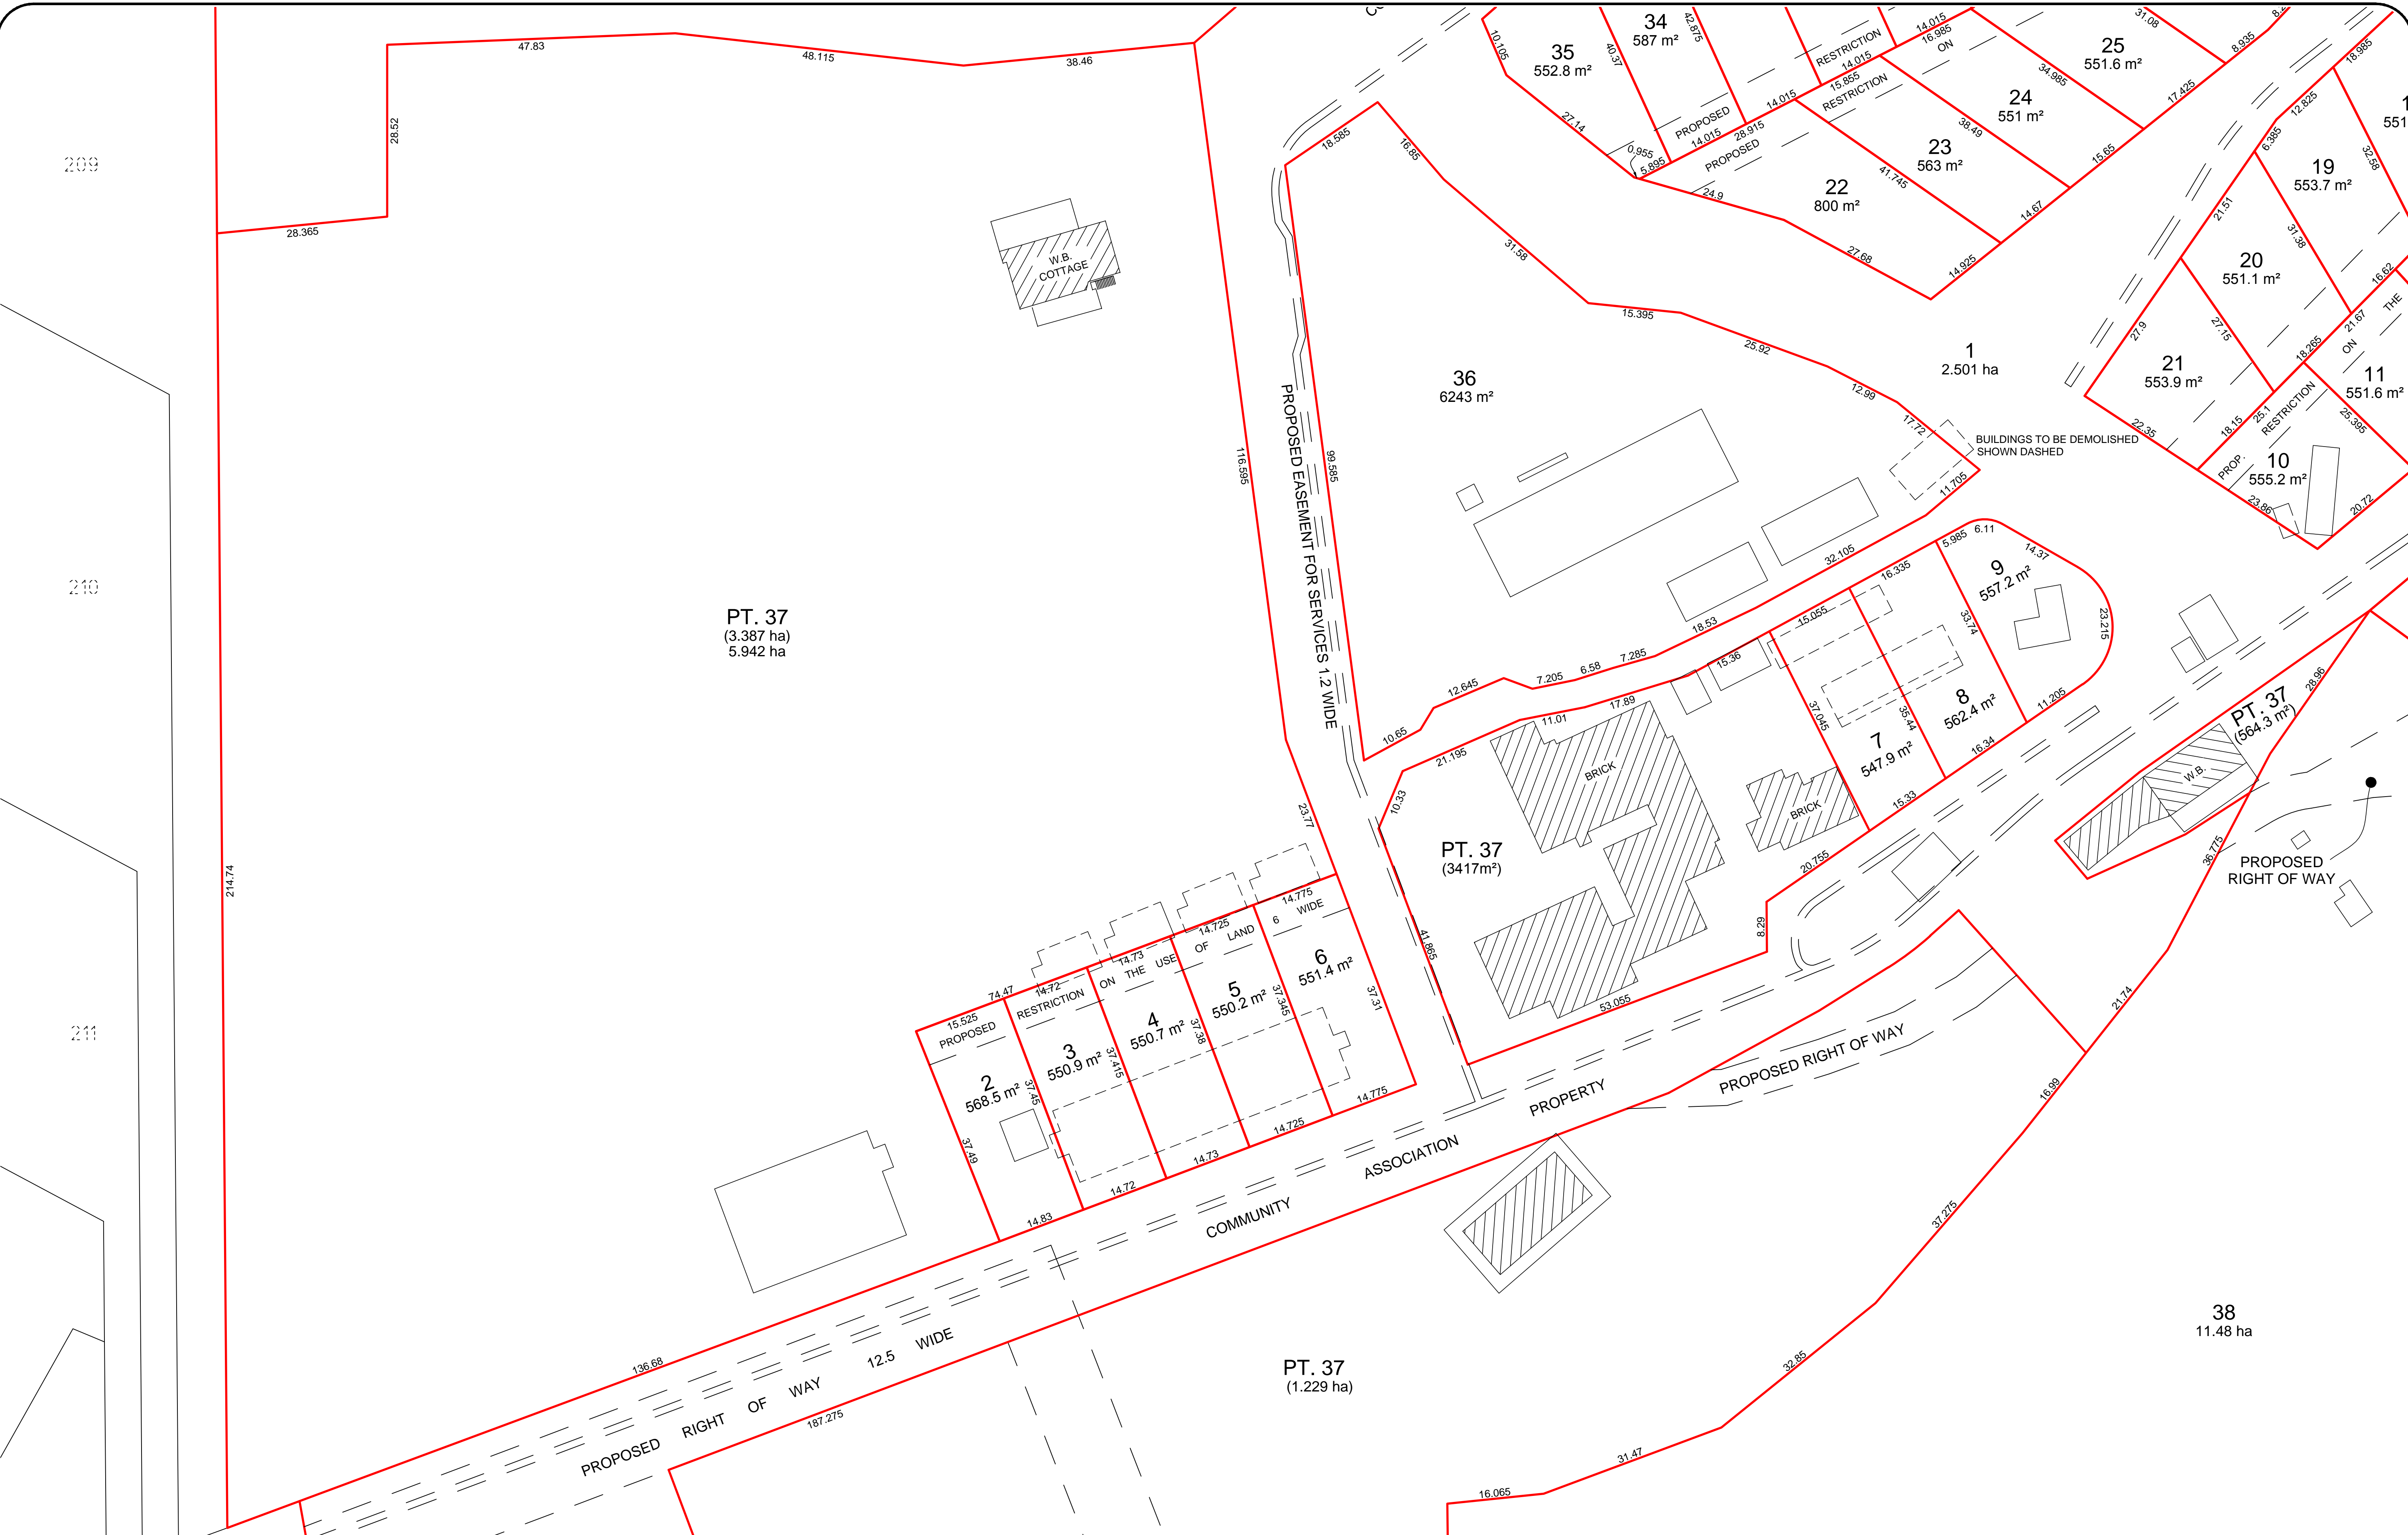 47.83
48.115
38.46
28.52
28.365
209
210
211
214.74
W.B.
COTTAGE
PT. 37
(3.387 ha)
5.942 ha
116.595
23.77
PROPOSED EASEMENT FOR SERVICES 1.2 WIDE
99.585
18.585
16.85
31.58
15.395
25.92
12.99
17.72
11.705
32.105
18.53
7.285
6.58
7.205
12.645
10.65
36
6243 m²
BUILDINGS TO BE DEMOLISHED
SHOWN DASHED
1
2.501 ha
35
552.8 m²
10.105
27.14
40.37
34
587 m²
42.875
0.955
5.895
14.015
28.915
14.015
14.015
15.855
14.015
16.985
PROPOSED
RESTRICTION
PROPOSED
RESTRICTION
ON
22
800 m²
24.9
27.68
14.925
41.745
23
563 m²
14.67
38.49
24
551 m²
15.65
34.985
25
551.6 m²
17.425
31.08
8.935
18.985
12.825
6.385
19
553.7 m²
32.58
21.51
31.38
20
551.1 m²
16.62
21.67
27.9
27.15
21
553.9 m²
18.265
22.35
18.15
25.1
PROP.
RESTRICTION
ON
THE
11
551.6 m²
25.395
10
555.2 m²
23.86
20.72
9
557.2 m²
5.985
6.11
14.37
23.215
11.205
33.74
8
562.4 m²
16.335
16.34
35.44
7
547.9 m²
15.055
15.33
37.045
15.36
17.89
11.01
21.195
10.33
BRICK
BRICK
PT. 37
(3417m²)
41.865
20.755
8.29
53.055
PT. 37
(564.3 m²)
W.B.
28.96
36.775
PROPOSED
RIGHT OF WAY
21.74
16.99
37.275
32.85
31.47
16.065
38
11.48 ha
PT. 37
(1.229 ha)
74.47
15.525
14.72
14.73
14.725
14.775
PROPOSED RESTRICTION ON THE USE OF LAND 6 WIDE
2
568.5 m²
3
550.9 m²
4
550.7 m²
5
550.2 m²
6
551.4 m²
37.49
37.45
37.415
37.38
37.345
37.31
14.83
14.72
14.73
14.725
14.775
136.68
187.275
PROPOSED RIGHT OF WAY 12.5 WIDE
COMMUNITY ASSOCIATION PROPERTY
PROPOSED RIGHT OF WAY